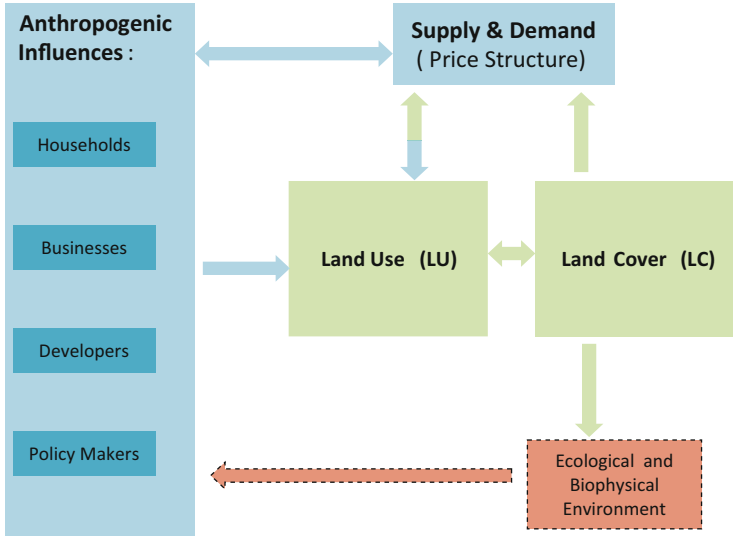 Anthropogenic
Influences :
Households
Businesses
Developers
Policy Makers
Supply & Demand
( Price Structure)
Land Use (LU)
Land Cover (LC)
Ecological and
Biophysical
Environment